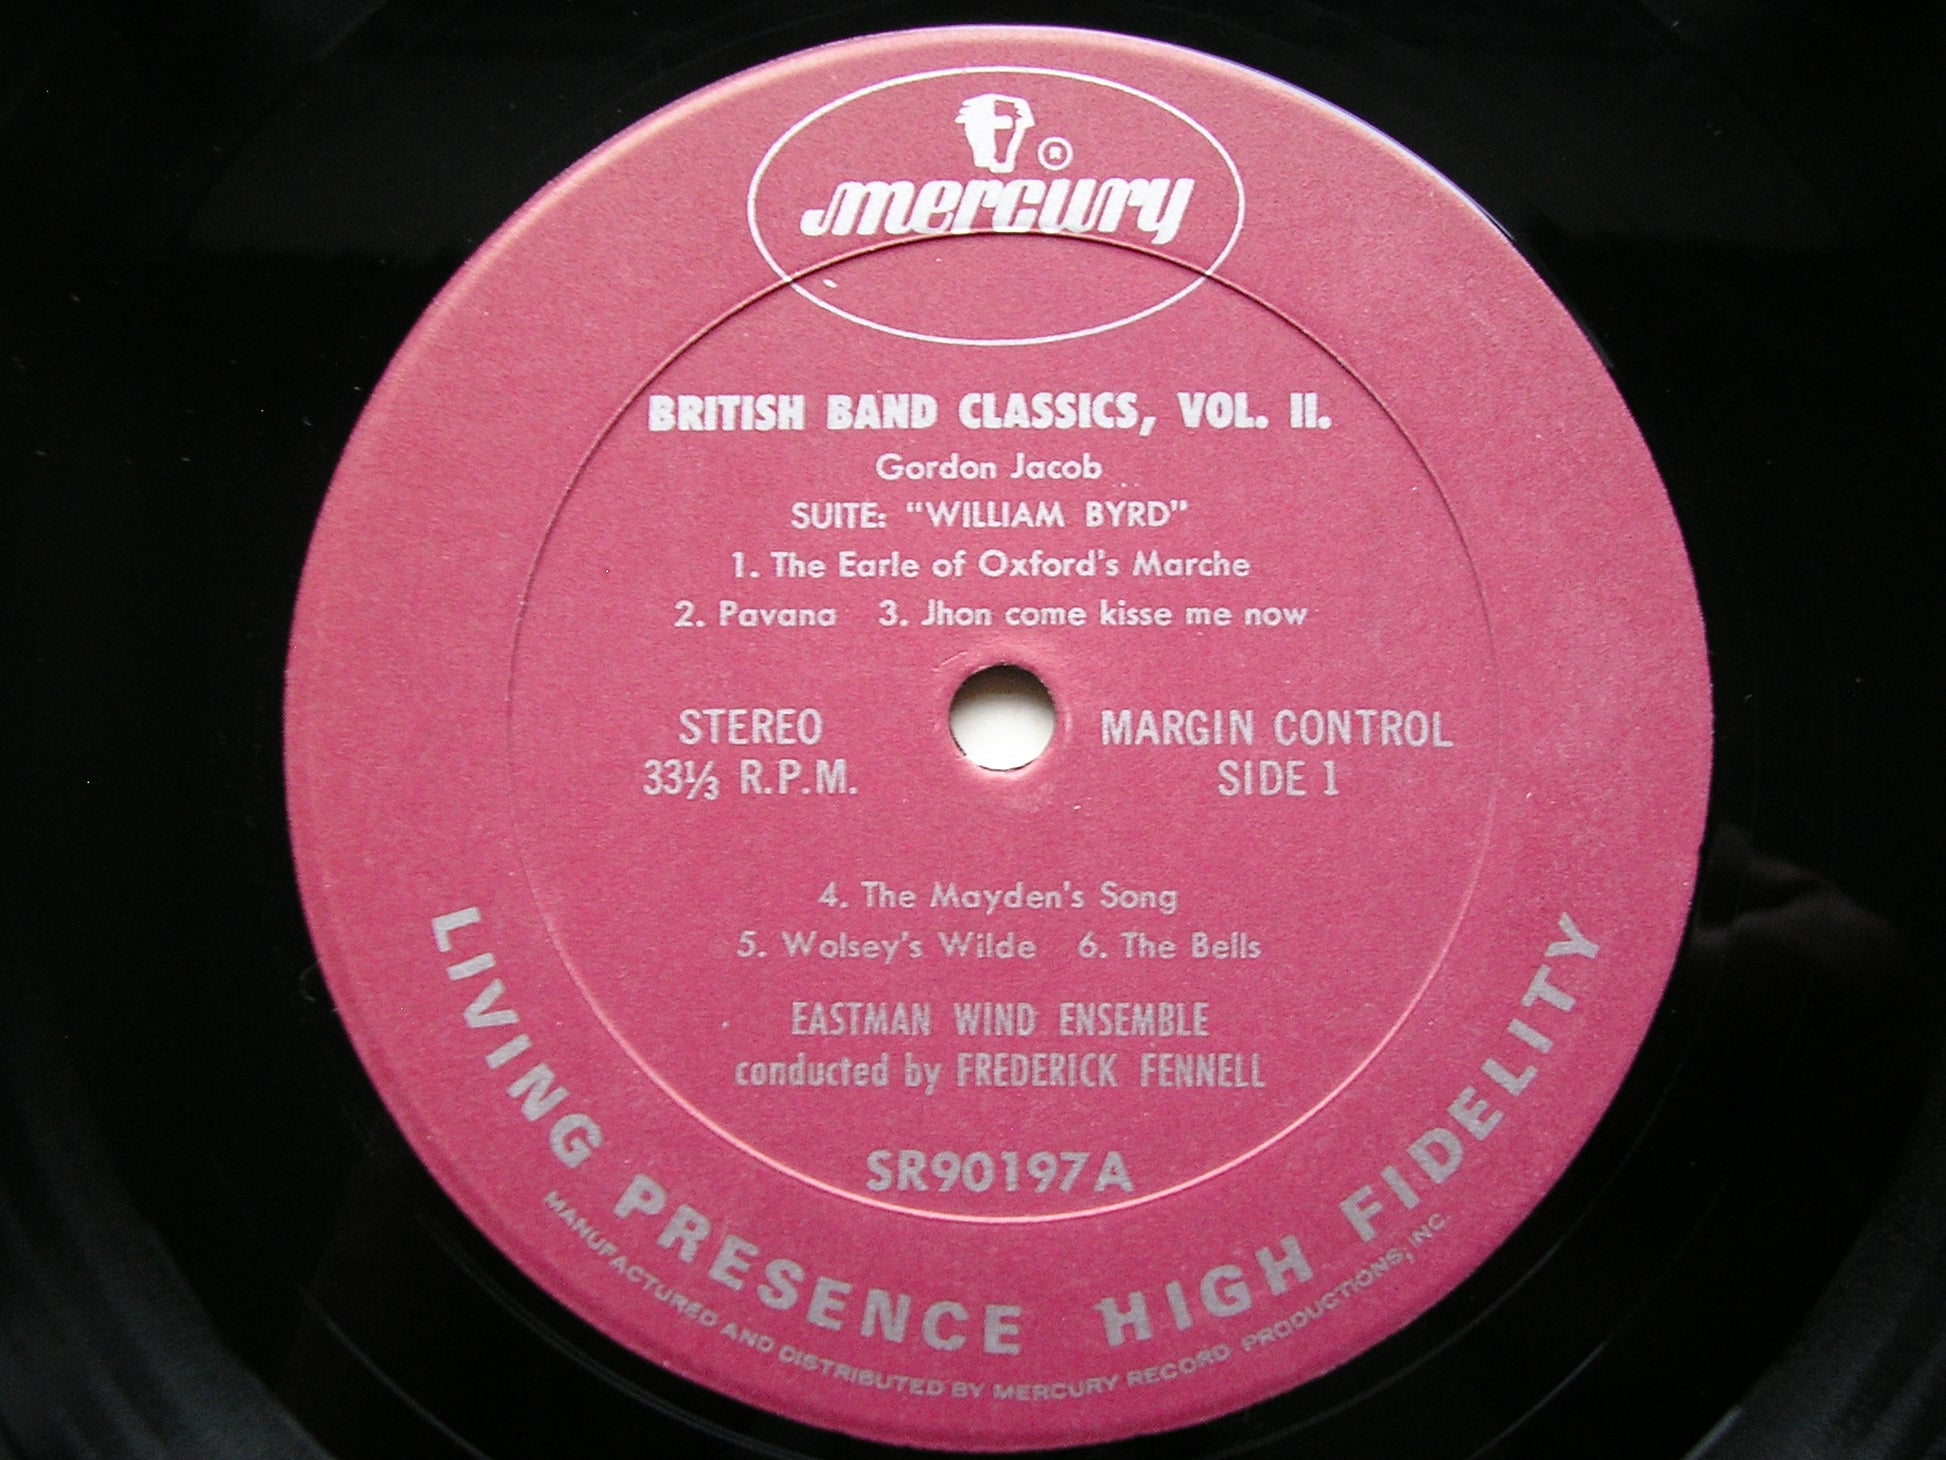 ®
mercury
BRITISH BAND CLASSICS, VOL. II.
Gordon Jacob
SUITE: "WILLIAM BYRD"
1. The Earle of Oxford's Marche
2. Pavana 3. Jhon come kisse me now
STEREO
33⅓ R.P.M.
MARGIN CONTROL
SIDE 1
4. The Mayden's Song
5. Wolsey's Wilde 6. The Bells
EASTMAN WIND ENSEMBLE
conducted by FREDERICK FENNELL
SR90197A
LIVING PRESENCE HIGH FIDELITY
MANUFACTURED AND DISTRIBUTED BY MERCURY RECORD PRODUCTIONS, INC.